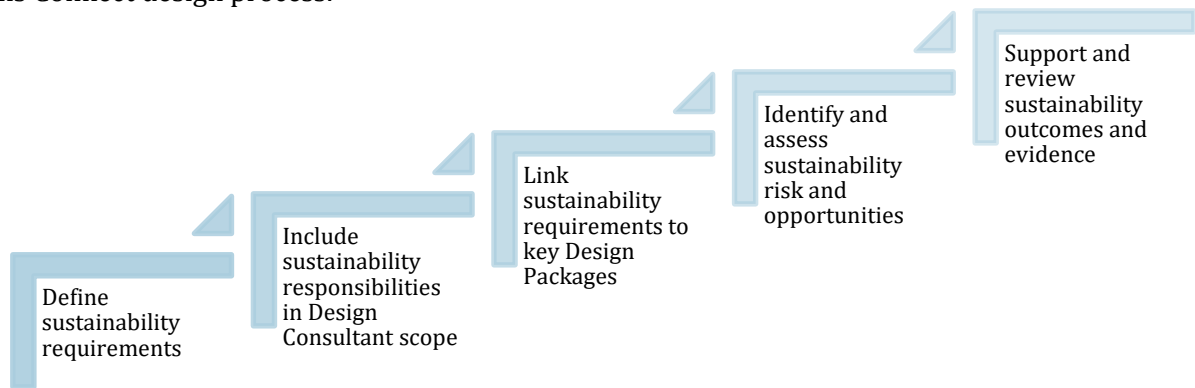 Connect design process.
Define
sustainability
requirements
Include
sustainability
responsibilities
in Design
Consultant scope
Link
sustainability
requirements to
key Design
Packages
Identify and
assess
sustainability
risk and
opportunities
Support and
review
sustainability
outcomes and
evidence